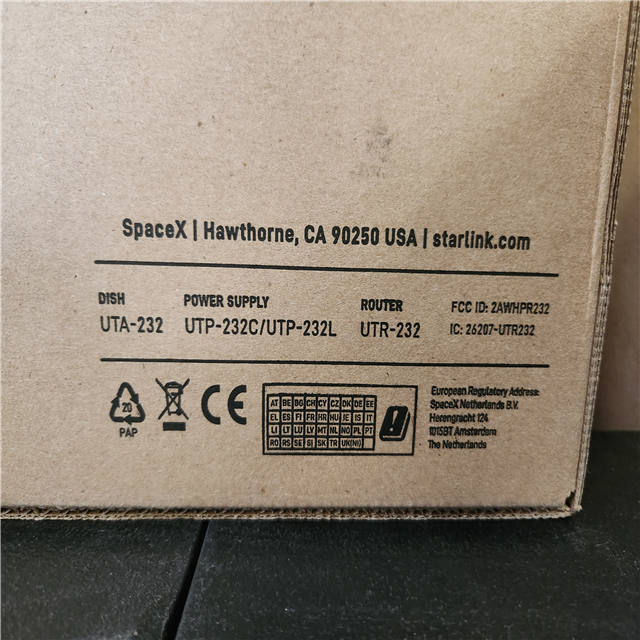 SpaceX | Hawthorne, CA 90250 USA | starlink.com
DISH
UTA-232
POWER SUPPLY
UTP-232C/UTP-232L
ROUTER
UTR-232
FCC ID: 2AWHPR232
IC: 26207-UTR232
20
PAP
CE
AT BE BG CH CY CZ DK DE EE
EL ES FI FR HR HU IE IS IT
LI LT LU LV MT NL NO PL PT
RO RS SE SI SK TR UK(NI)
European Regulatory Address:
SpaceX Netherlands B.V.
Herengracht 124
1015BT Amsterdam
The Netherlands